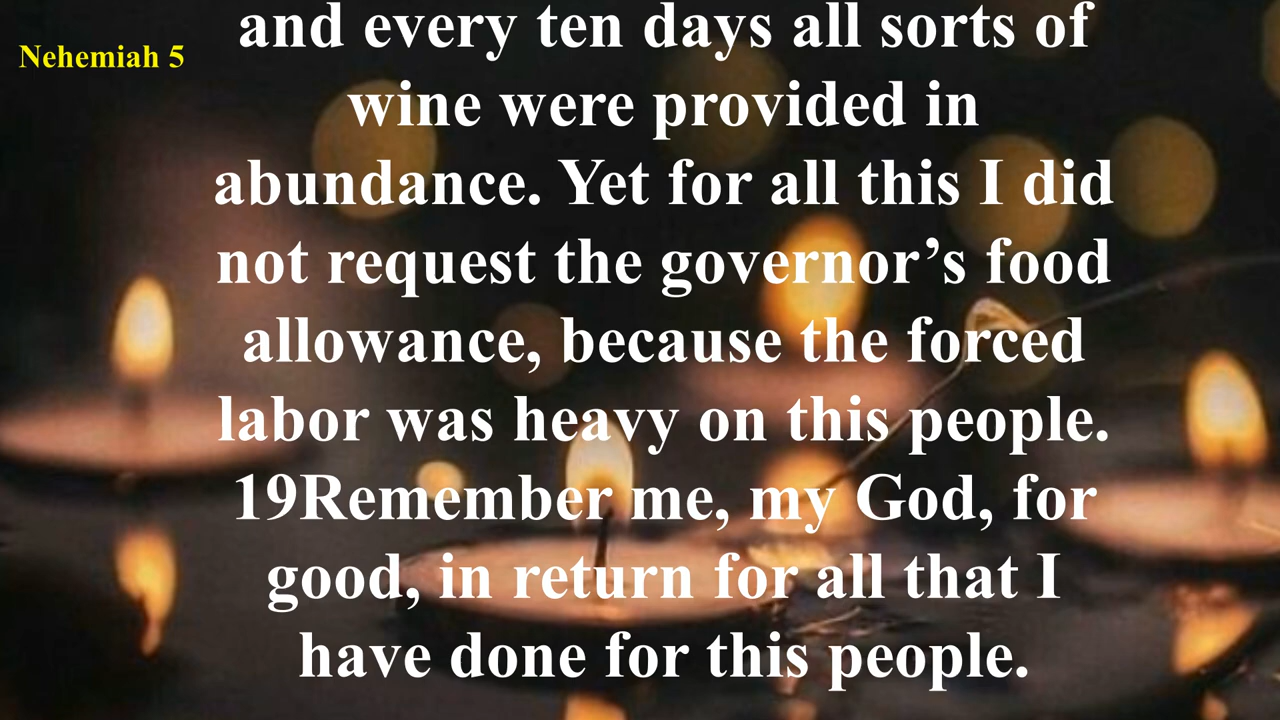 Nehemiah 5
and every ten days all sorts of
wine were provided in
abundance. Yet for all this I did
not request the governor’s food
allowance, because the forced
labor was heavy on this people.
19Remember me, my God, for
good, in return for all that I
have done for this people.